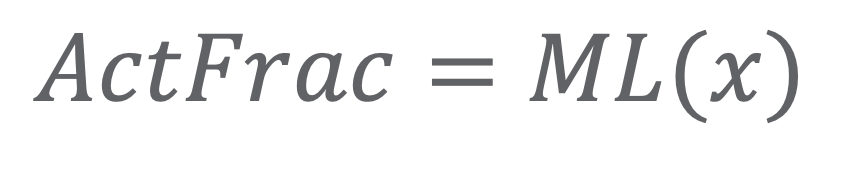 ActFrac = ML(x)